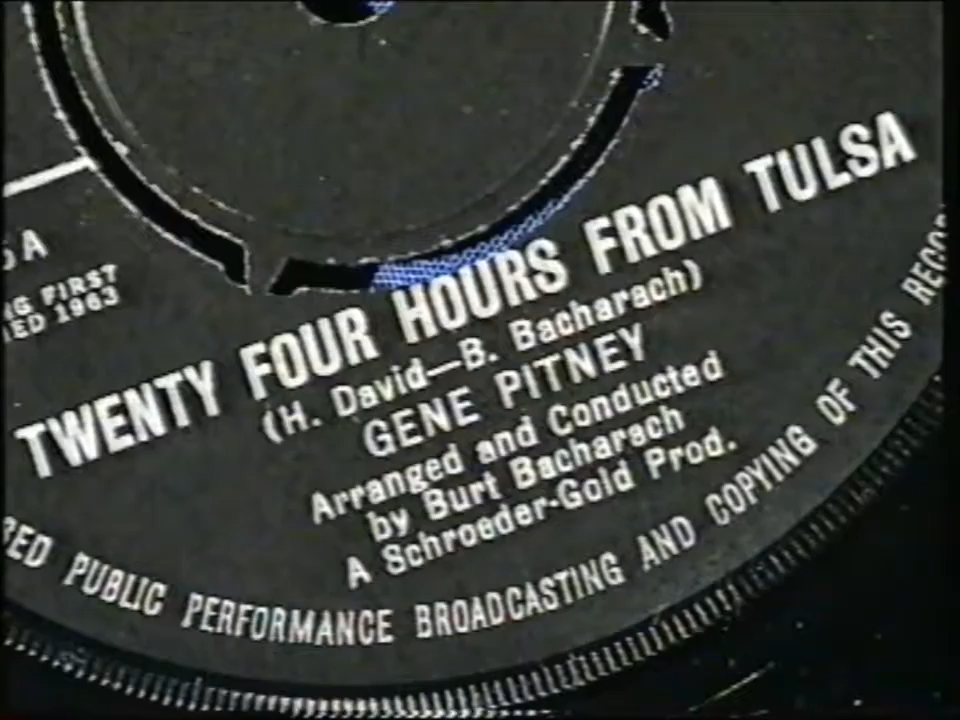 A
FIRST
1963
TWENTY FOUR HOURS FROM TULSA
(H. David—B. Bacharach)
GENE PITNEY
Arranged and Conducted
by Burt Bacharach
A Schroeder-Gold Prod.
PUBLIC PERFORMANCE BROADCASTING AND COPYING OF THIS